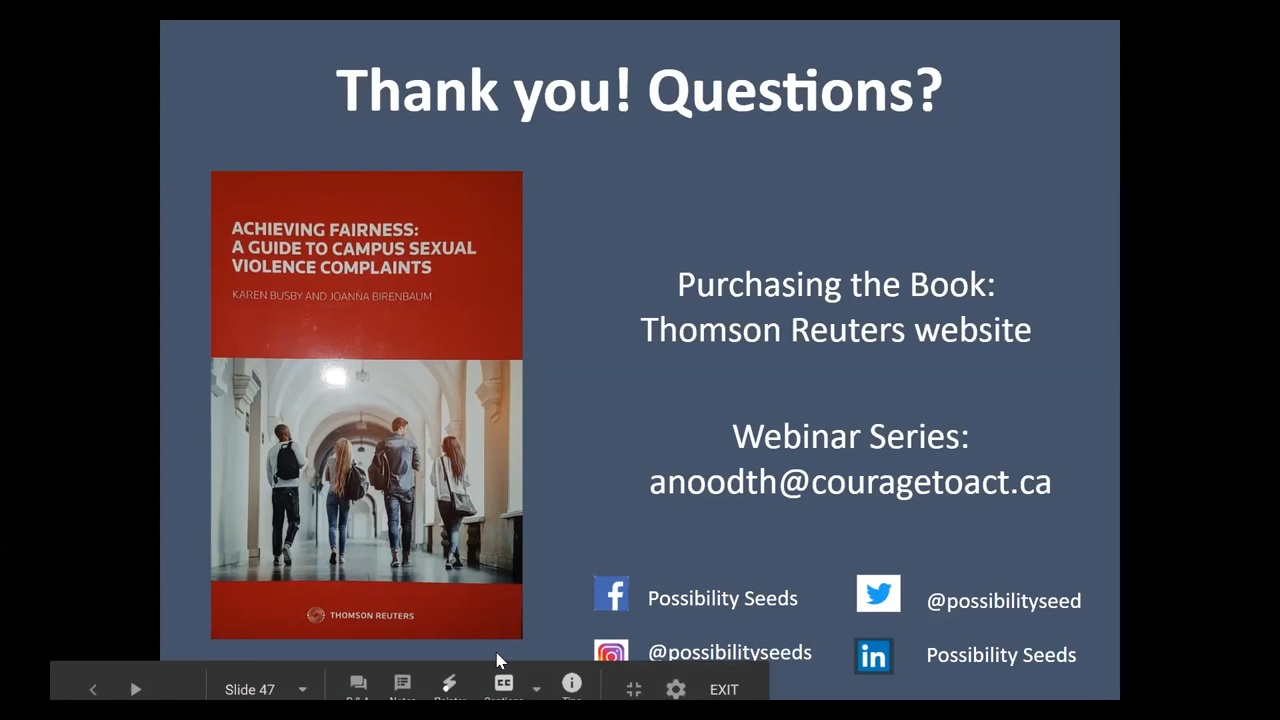 Thank you! Questions?
ACHIEVING FAIRNESS:
A GUIDE TO CAMPUS SEXUAL
VIOLENCE COMPLAINTS
KAREN BUSBY AND JOANNA BIRENBAUM
THOMSON REUTERS
Purchasing the Book:
Thomson Reuters website
Webinar Series:
anoodth@couragetoact.ca
Possibility Seeds
@possibilityseed
@possibilityseeds
Possibility Seeds
Slide 47
CC
EXIT